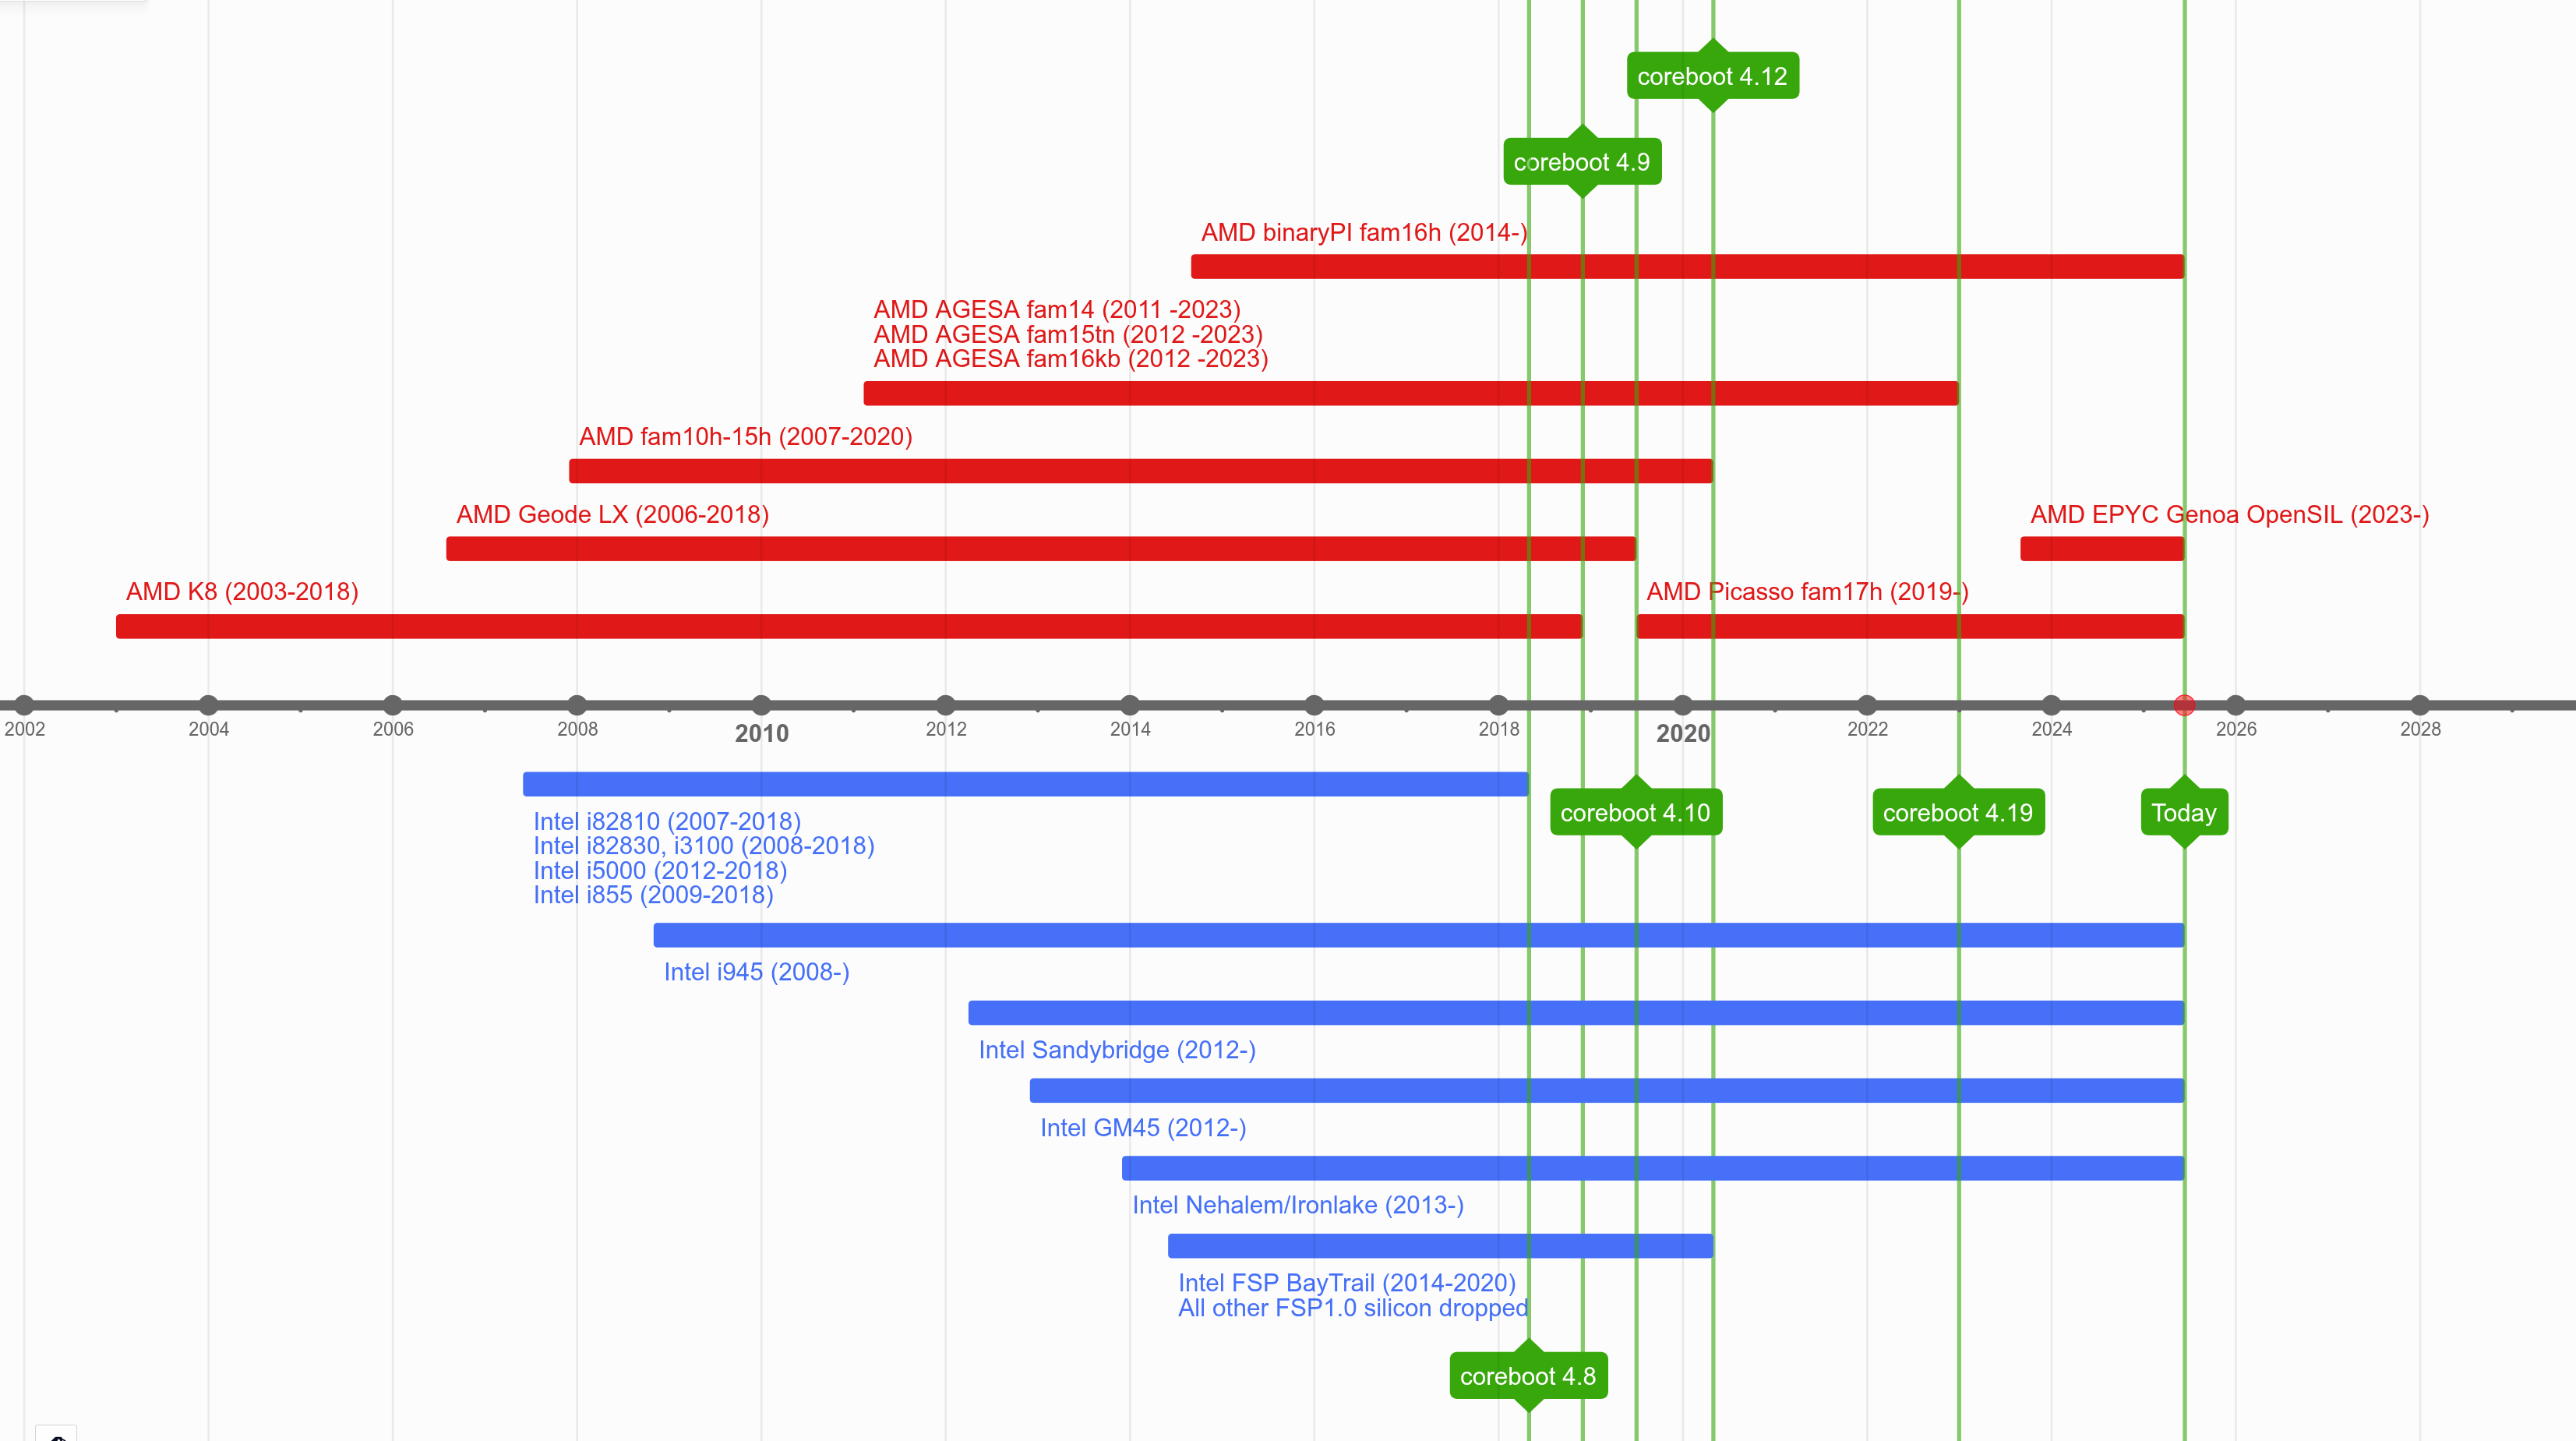 coreboot 4.12
coreboot 4.9
AMD binaryPI fam16h (2014-)
AMD AGESA fam14 (2011 -2023)
AMD AGESA fam15tn (2012 -2023)
AMD AGESA fam16kb (2012 -2023)
AMD fam10h-15h (2007-2020)
AMD Geode LX (2006-2018)
AMD EPYC Genoa OpenSIL (2023-)
AMD K8 (2003-2018)
AMD Picasso fam17h (2019-)
2002 2004 2006 2008 2010 2012 2014 2016 2018 2020 2022 2024 2026 2028
coreboot 4.10
coreboot 4.19
Today
Intel i82810 (2007-2018)
Intel i82830, i3100 (2008-2018)
Intel i5000 (2012-2018)
Intel i855 (2009-2018)
Intel i945 (2008-)
Intel Sandybridge (2012-)
Intel GM45 (2012-)
Intel Nehalem/Ironlake (2013-)
Intel FSP BayTrail (2014-2020)
All other FSP1.0 silicon dropped
coreboot 4.8